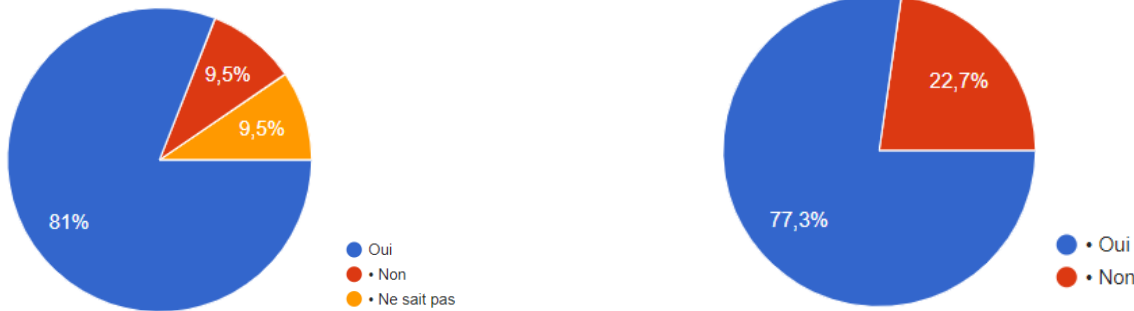 9,5%
9,5%
81%
Oui
• Non
• Ne sait pas
22,7%
77,3%
• Oui
• Non